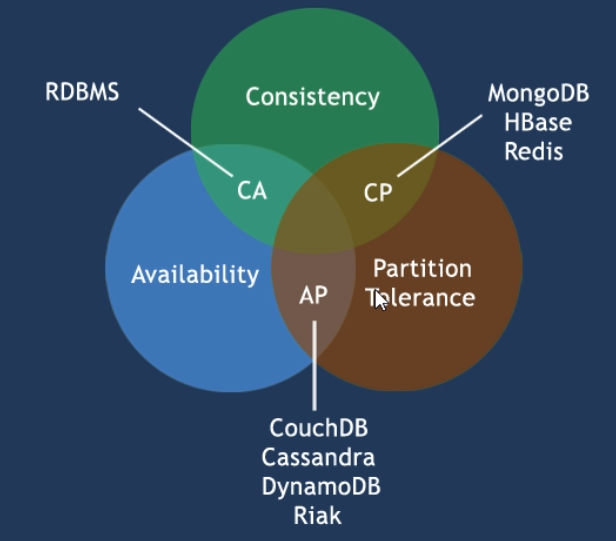 RDBMS
Consistency
MongoDB
HBase
Redis
CA
CP
Availability
Partition
Tolerance
AP
CouchDB
Cassandra
DynamoDB
Riak